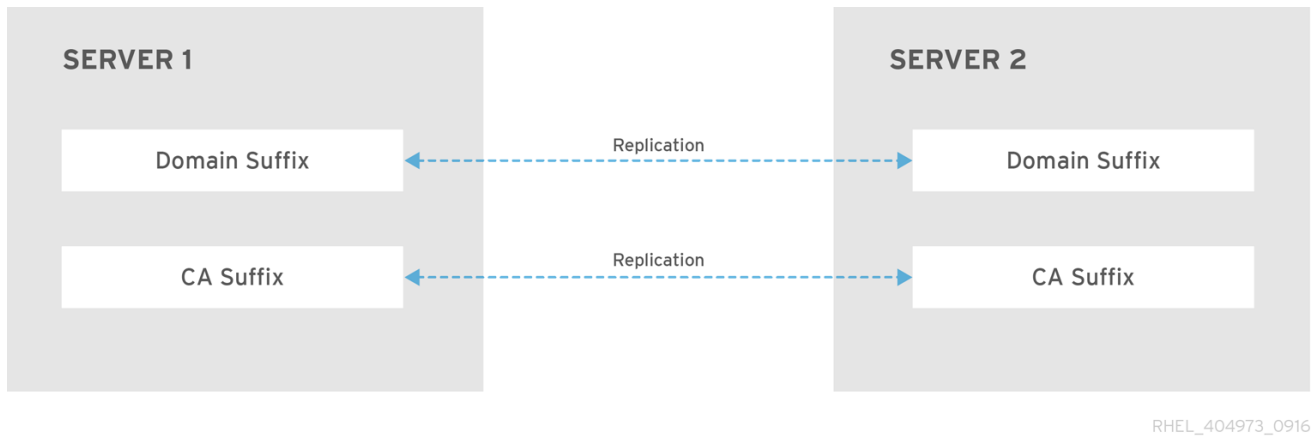 SERVER 1
SERVER 2
Domain Suffix
Replication
Domain Suffix
CA Suffix
Replication
CA Suffix
RHEL_404973_0916